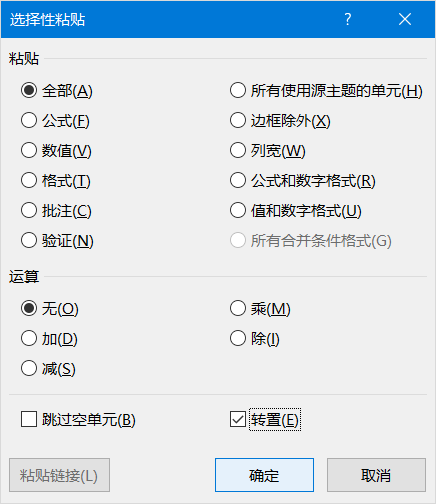 选择性粘贴 ?
粘贴
全部(A) 所有使用源主题的单元(H)
公式(F) 边框除外(X)
数值(V) 列宽(W)
格式(T) 公式和数字格式(R)
批注(C) 值和数字格式(U)
验证(N) 所有合并条件格式(G)
运算
无(O) 乘(M)
加(D) 除(I)
减(S)
跳过空单元(B) 转置(E)
粘贴链接(L) 确定 取消